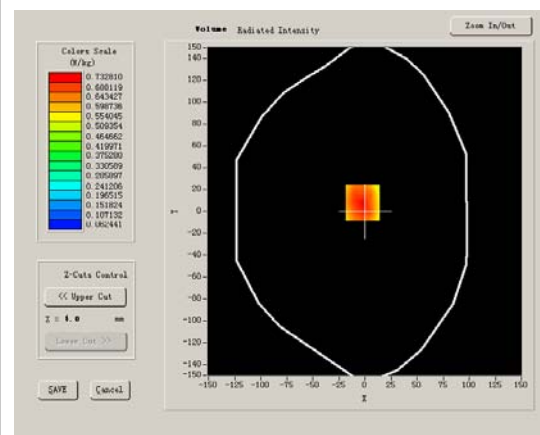 Volume Radiated Intensity
Zoom In/Out
Colors Scale
(W/kg)
0.732810
0.688119
0.643427
0.598736
0.554045
0.509354
0.464662
0.419971
0.375280
0.330589
0.285897
0.241206
0.196515
0.151824
0.107132
0.062441
Z-Cuts Control
<< Upper Cut
Z = 4.0 mm
Lower Cut >>
SAVE Cancel
150
140
120
100
80
60
40
20
0
-20
-40
-60
-80
-100
-120
-140
-150
Y
-150 -125 -100 -75 -50 -25 0 25 50 75 100 125 150
X